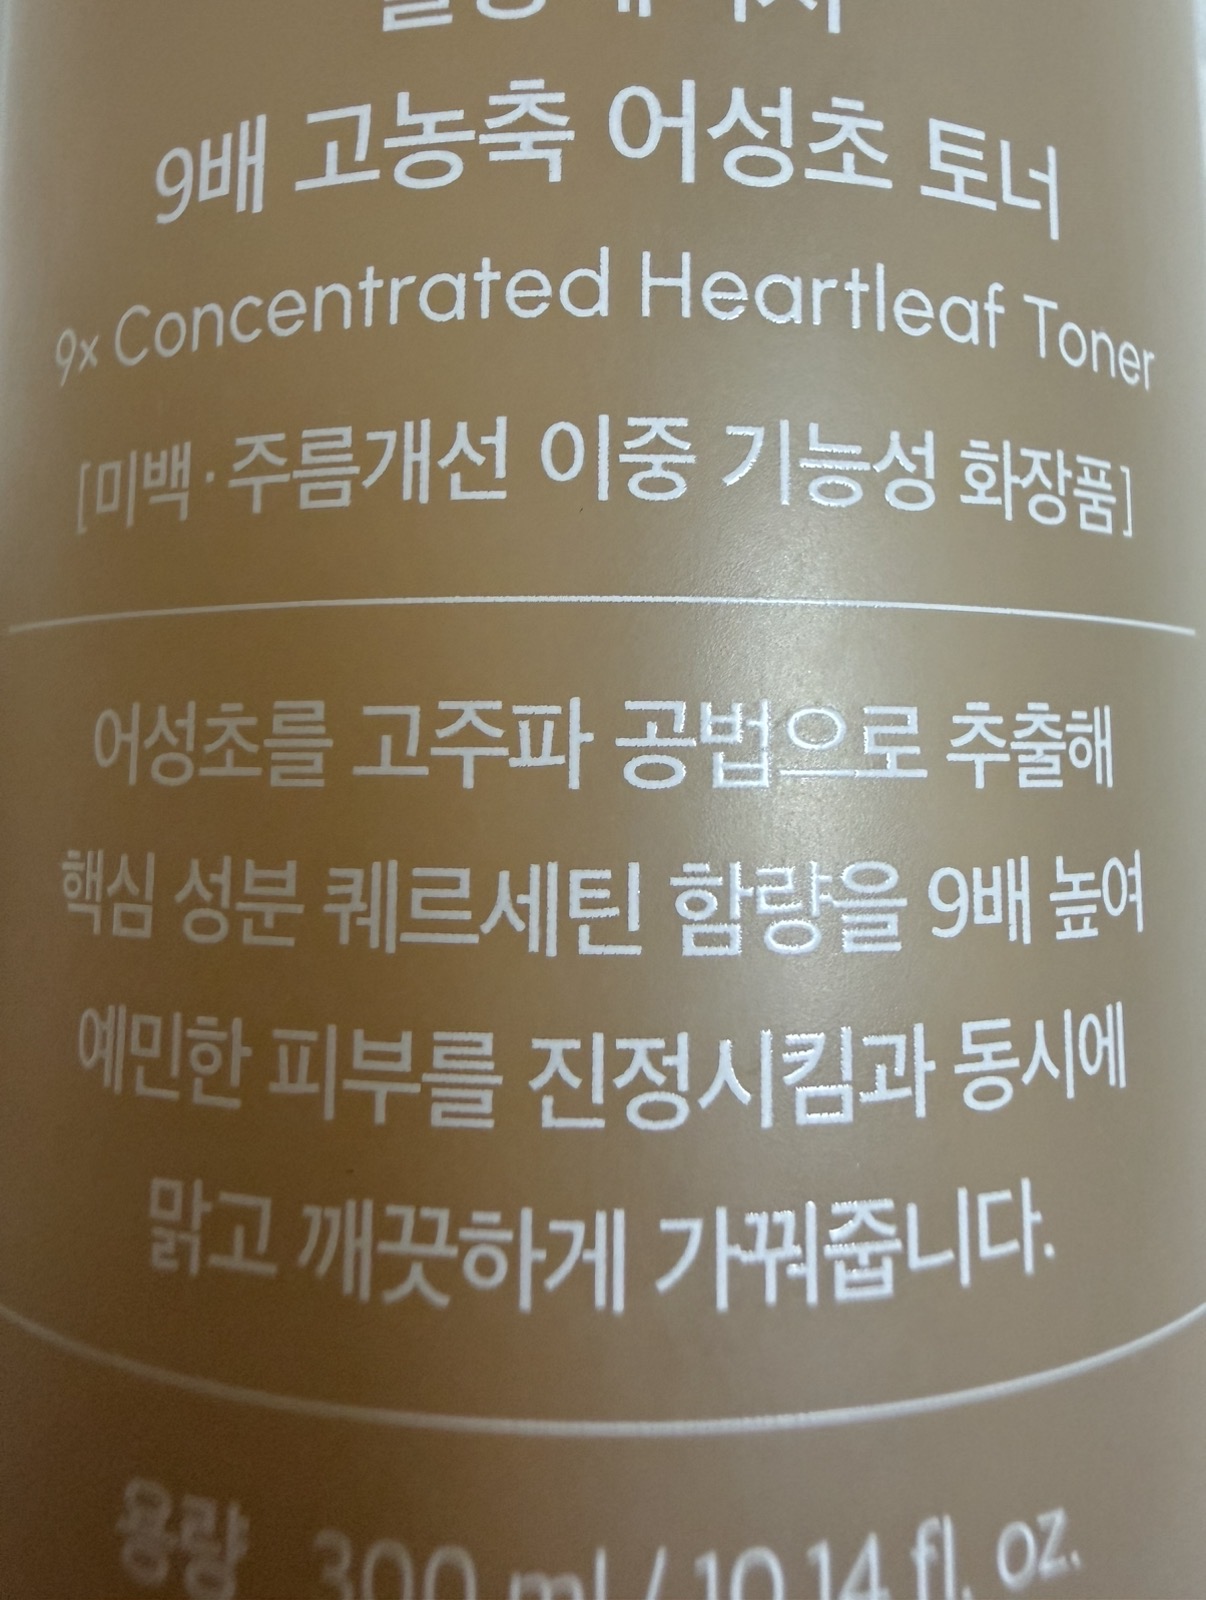 9배 고농축 어성초 토너
9x Concentrated Heartleaf Toner
[미백·주름개선 이중 기능성 화장품]
어성초를 고주파 공법으로 추출해
핵심 성분 퀘르세틴 함량을 9배 높여
예민한 피부를 진정시킴과 동시에
맑고 깨끗하게 가꿔줍니다.
용량 300 ml / 10.14 fl. oz.